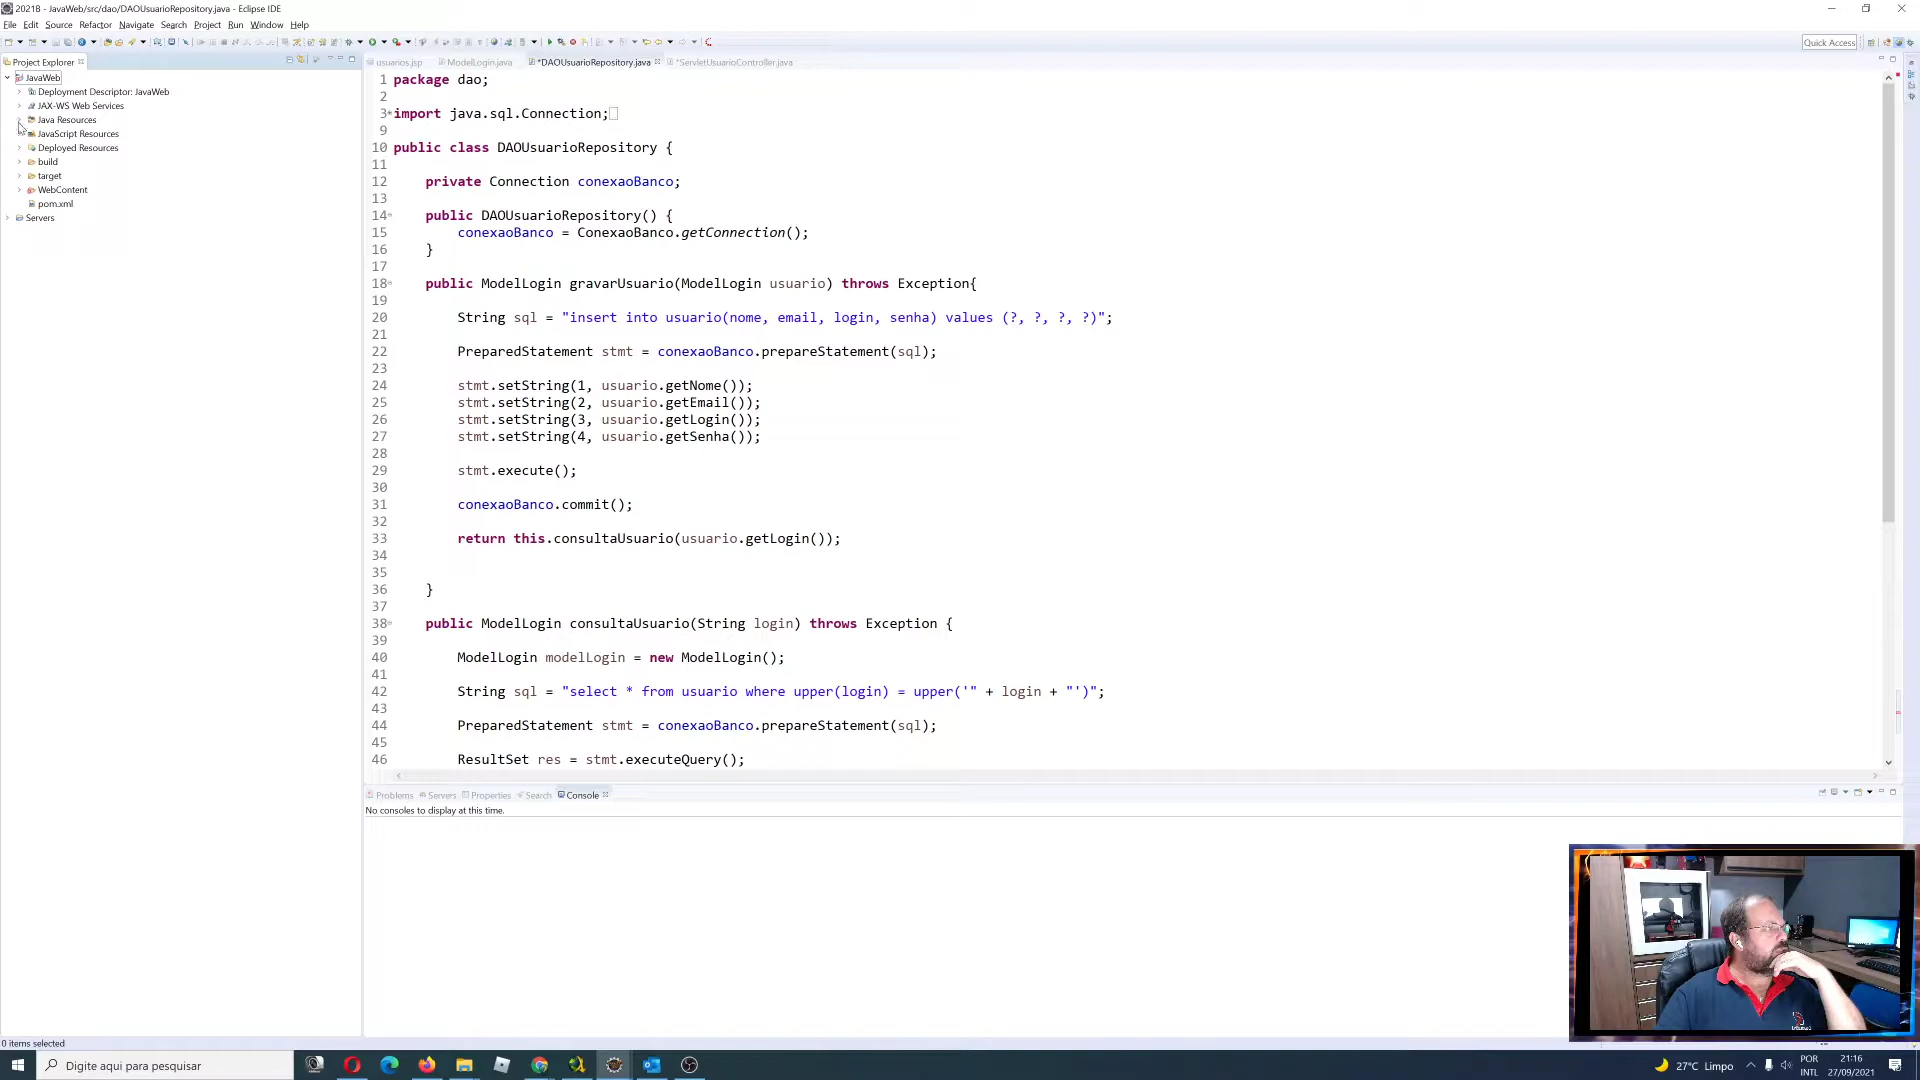 2021B - JavaWeb/src/dao/DAOUsuarioRepository.java - Eclipse IDE
File Edit Source Refactor Navigate Search Project Run Window Help
Quick Access
Project Explorer
usuarios.jsp ModelLogin.java *DAOUsuarioRepository.java *ServletUsuarioController.java
JavaWeb
Deployment Descriptor: JavaWeb
JAX-WS Web Services
Java Resources
JavaScript Resources
Deployed Resources
build
target
WebContent
pom.xml
Servers
1 package dao;
2
3 import java.sql.Connection;
9
10 public class DAOUsuarioRepository {
11
12 private Connection conexaoBanco;
13
14 public DAOUsuarioRepository() {
15 conexaoBanco = ConexaoBanco.getConnection();
16 }
17
18 public ModelLogin gravarUsuario(ModelLogin usuario) throws Exception{
19
20 String sql = "insert into usuario(nome, email, login, senha) values (?, ?, ?, ?)";
21
22 PreparedStatement stmt = conexaoBanco.prepareStatement(sql);
23
24 stmt.setString(1, usuario.getNome());
25 stmt.setString(2, usuario.getEmail());
26 stmt.setString(3, usuario.getLogin());
27 stmt.setString(4, usuario.getSenha());
28
29 stmt.execute();
30
31 conexaoBanco.commit();
32
33 return this.consultaUsuario(usuario.getLogin());
34
35
36 }
37
38 public ModelLogin consultaUsuario(String login) throws Exception {
39
40 ModelLogin modelLogin = new ModelLogin();
41
42 String sql = "select * from usuario where upper(login) = upper('" + login + "')";
43
44 PreparedStatement stmt = conexaoBanco.prepareStatement(sql);
45
46 ResultSet res = stmt.executeQuery();
Problems Servers Properties Search Console
No consoles to display at this time.
0 items selected
Digite aqui para pesquisar
27°C Limpo
POR
INTL
21:16
27/09/2021